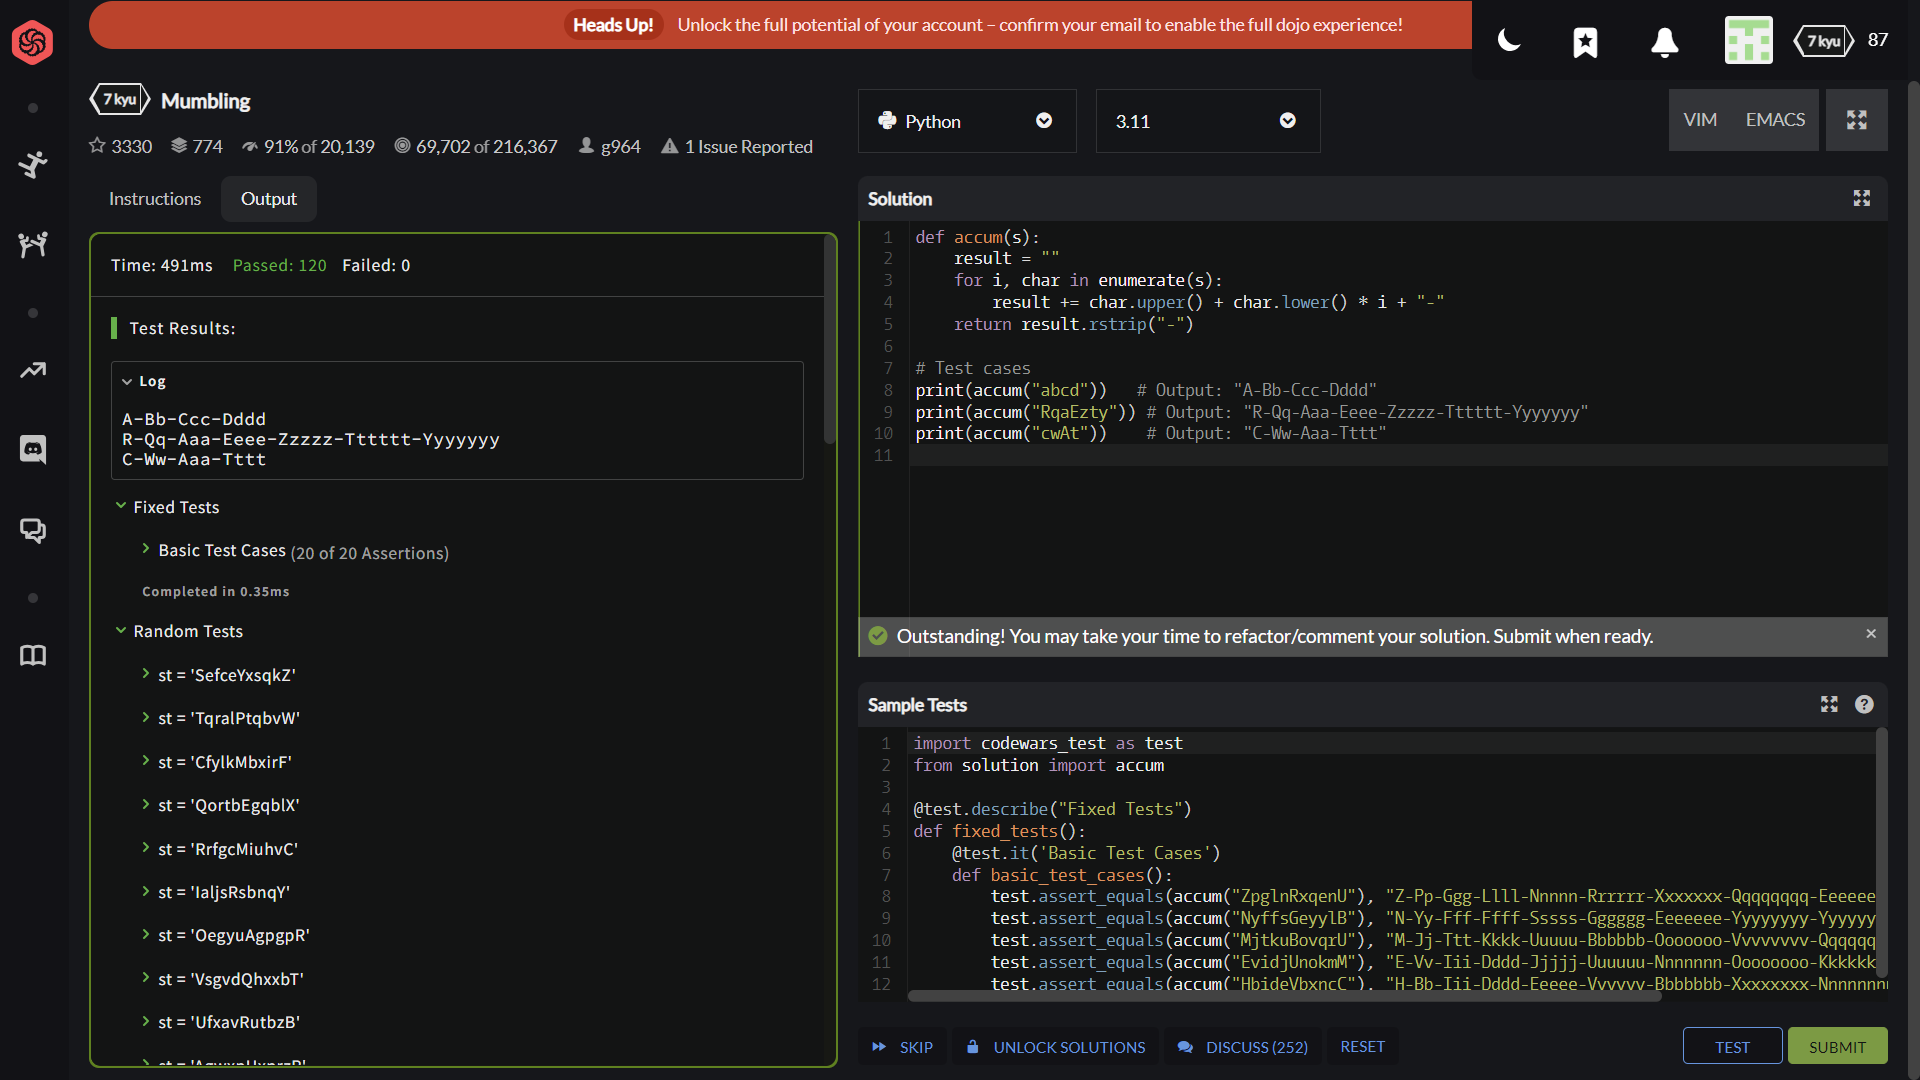 Heads Up! Unlock the full potential of your account – confirm your email to enable the full dojo experience!
7 kyu 87
7 kyu Mumbling
3330 774 91% of 20,139 69,702 of 216,367 g964 1 Issue Reported
Instructions Output
Time: 491ms Passed: 120 Failed: 0
Test Results:
Log
A-Bb-Ccc-Dddd
R-Qq-Aaa-Eeee-Zzzzz-Tttttt-Yyyyyyy
C-Ww-Aaa-Tttt
Fixed Tests
Basic Test Cases (20 of 20 Assertions)
Completed in 0.35ms
Random Tests
st = 'SefceYxsqkZ'
st = 'TqralPtqbvW'
st = 'CfylkMbxirF'
st = 'QortbEgqblX'
st = 'RrfgcMiuhvC'
st = 'IaljsRsbnqY'
st = 'OegyuAgpgpR'
st = 'VsgvdQhxxbT'
st = 'UfxavRutbzB'
Python 3.11 VIM EMACS
Solution
1 def accum(s):
2 result = ""
3 for i, char in enumerate(s):
4 result += char.upper() + char.lower() * i + "-"
5 return result.rstrip("-")
6
7 # Test cases
8 print(accum("abcd")) # Output: "A-Bb-Ccc-Dddd"
9 print(accum("RqaEzty")) # Output: "R-Qq-Aaa-Eeee-Zzzzz-Tttttt-Yyyyyyy"
10 print(accum("cwAt")) # Output: "C-Ww-Aaa-Tttt"
11
Outstanding! You may take your time to refactor/comment your solution. Submit when ready. ×
Sample Tests ?
1 import codewars_test as test
2 from solution import accum
3
4 @test.describe("Fixed Tests")
5 def fixed_tests():
6 @test.it('Basic Test Cases')
7 def basic_test_cases():
8 test.assert_equals(accum("ZpglnRxqenU"), "Z-Pp-Ggg-Llll-Nnnnn-Rrrrrr-Xxxxxxx-Qqqqqqqq-Eeeeee
9 test.assert_equals(accum("NyffsGeyylB"), "N-Yy-Fff-Ffff-Sssss-Gggggg-Eeeeeee-Yyyyyyyy-Yyyyyy
10 test.assert_equals(accum("MjtkuBovqrU"), "M-Jj-Ttt-Kkkk-Uuuuu-Bbbbbb-Ooooooo-Vvvvvvvv-Qqqqqq
11 test.assert_equals(accum("EvidjUnokmM"), "E-Vv-Iii-Dddd-Jjjjj-Uuuuuu-Nnnnnnn-Oooooooo-Kkkkkk
12 test.assert_equals(accum("HbideVbxncC"), "H-Bb-Iii-Dddd-Eeeee-Vvvvvv-Bbbbbbb-Xxxxxxxx-Nnnnnnn
SKIP UNLOCK SOLUTIONS DISCUSS (252) RESET TEST SUBMIT